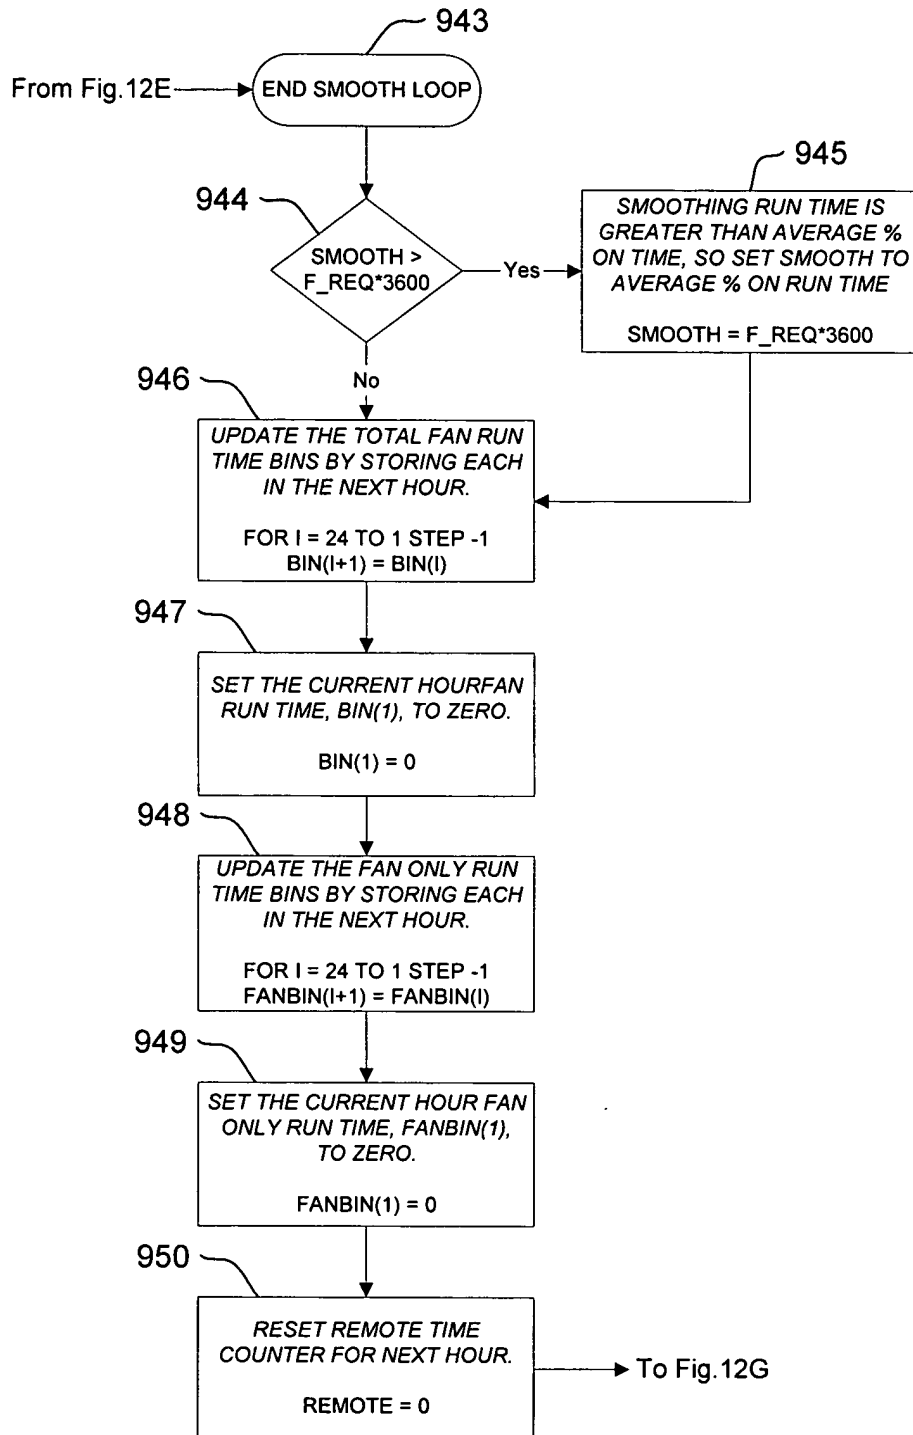 943
From Fig.12E
END SMOOTH LOOP
944
SMOOTH >
F_REQ*3600
Yes
No
945
SMOOTHING RUN TIME IS
GREATER THAN AVERAGE %
ON TIME, SO SET SMOOTH TO
AVERAGE % ON RUN TIME
SMOOTH = F_REQ*3600
946
UPDATE THE TOTAL FAN RUN
TIME BINS BY STORING EACH
IN THE NEXT HOUR.
FOR I = 24 TO 1 STEP -1
BIN(I+1) = BIN(I)
947
SET THE CURRENT HOURFAN
RUN TIME, BIN(1), TO ZERO.
BIN(1) = 0
948
UPDATE THE FAN ONLY RUN
TIME BINS BY STORING EACH
IN THE NEXT HOUR.
FOR I = 24 TO 1 STEP -1
FANBIN(I+1) = FANBIN(I)
949
SET THE CURRENT HOUR FAN
ONLY RUN TIME, FANBIN(1),
TO ZERO.
FANBIN(1) = 0
950
RESET REMOTE TIME
COUNTER FOR NEXT HOUR.
REMOTE = 0
To Fig.12G